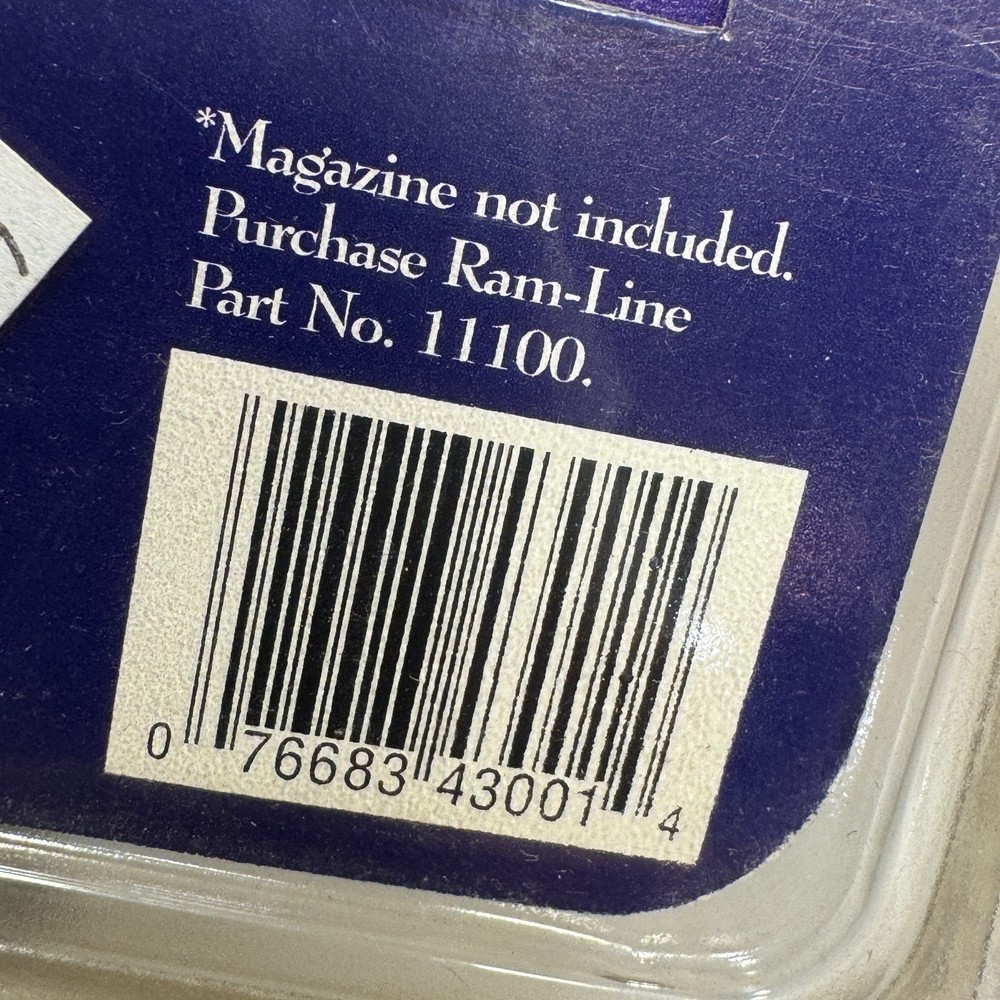 *Magazine not included.
Purchase Ram-Line
Part No. 11100.
0 76683 43001 4